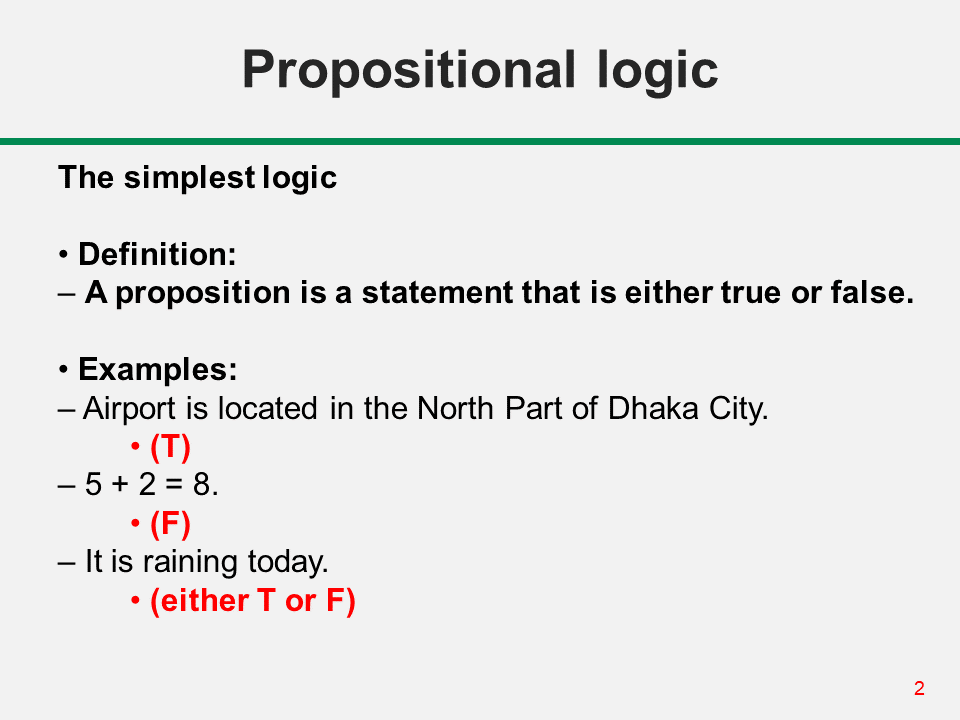 Propositional logic
The simplest logic
• Definition:
– A proposition is a statement that is either true or false.
• Examples:
– Airport is located in the North Part of Dhaka City.
• (T)
– 5 + 2 = 8.
• (F)
– It is raining today.
• (either T or F)
2